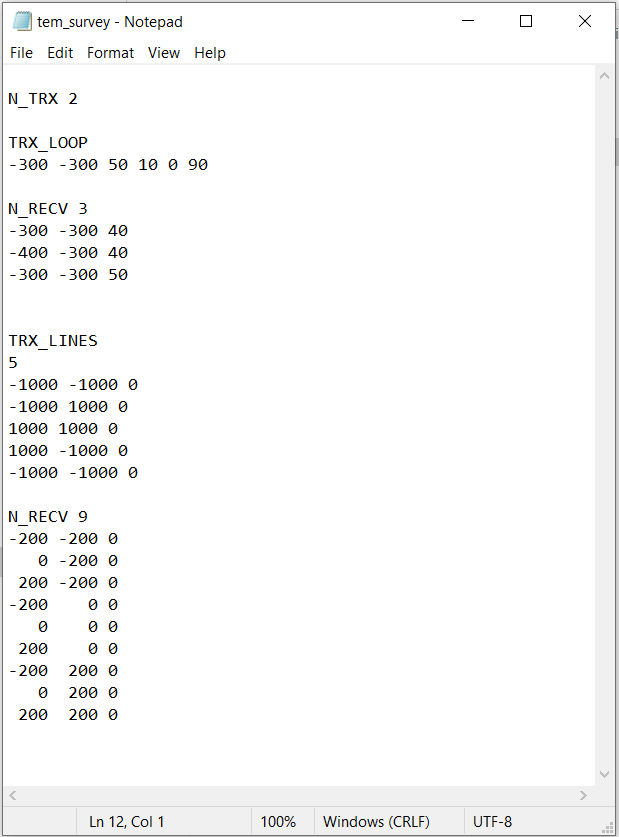 tem_survey - Notepad
File Edit Format View Help
N_TRX 2
TRX_LOOP
-300 -300 50 10 0 90
N_RECV 3
-300 -300 40
-400 -300 40
-300 -300 50
TRX_LINES
5
-1000 -1000 0
-1000 1000 0
1000 1000 0
1000 -1000 0
-1000 -1000 0
N_RECV 9
-200 -200 0
0 -200 0
200 -200 0
-200 0 0
0 0 0
200 0 0
-200 200 0
0 200 0
200 200 0
Ln 12, Col 1 100% Windows (CRLF) UTF-8